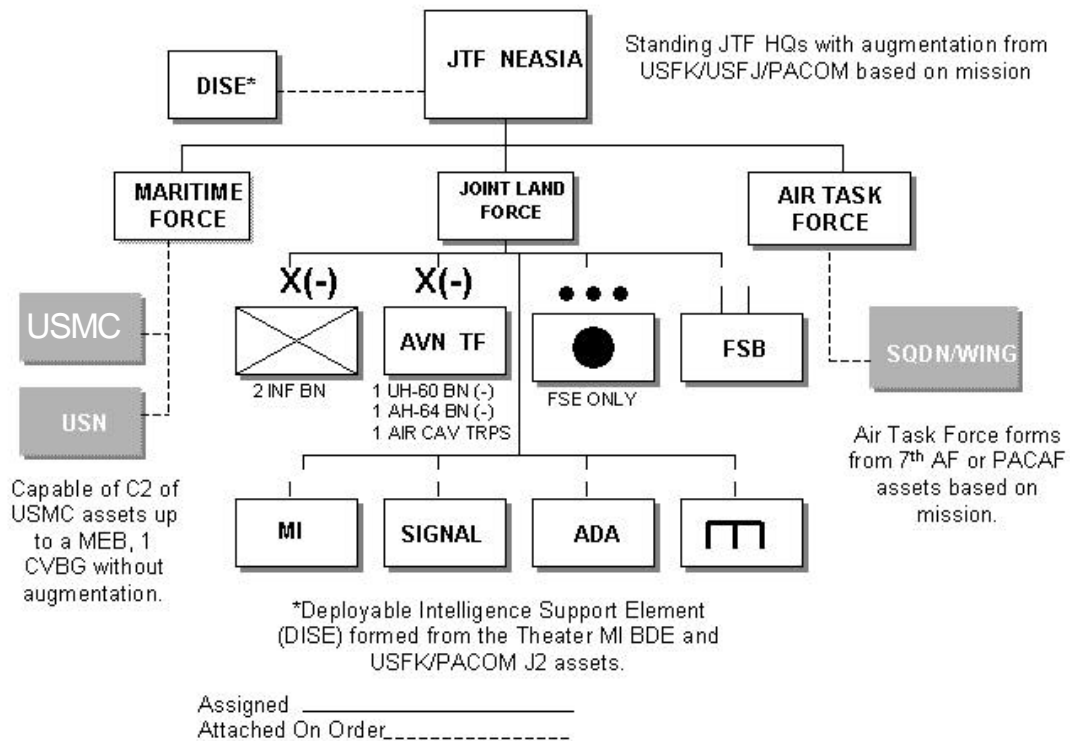 JTF NEASIA
Standing JTF HQs with augmentation from
USFK/USFJ/PACOM based on mission
DISE*
MARITIME
FORCE
JOINT LAND
FORCE
AIR TASK
FORCE
X(-)
X(-)
USMC
USN
AVN TF
FSB
SQDN/WING
2 INF BN
1 UH-60 BN (-)
1 AH-64 BN (-)
1 AIR CAV TRPS
FSE ONLY
Capable of C2 of
USMC assets up
to a MEB, 1
CVBG without
augmentation.
Air Task Force forms
from 7th AF or PACAF
assets based on
mission.
MI
SIGNAL
ADA
*Deployable Intelligence Support Element
(DISE) formed from the Theater MI BDE and
USFK/PACOM J2 assets.
Assigned
Attached On Order